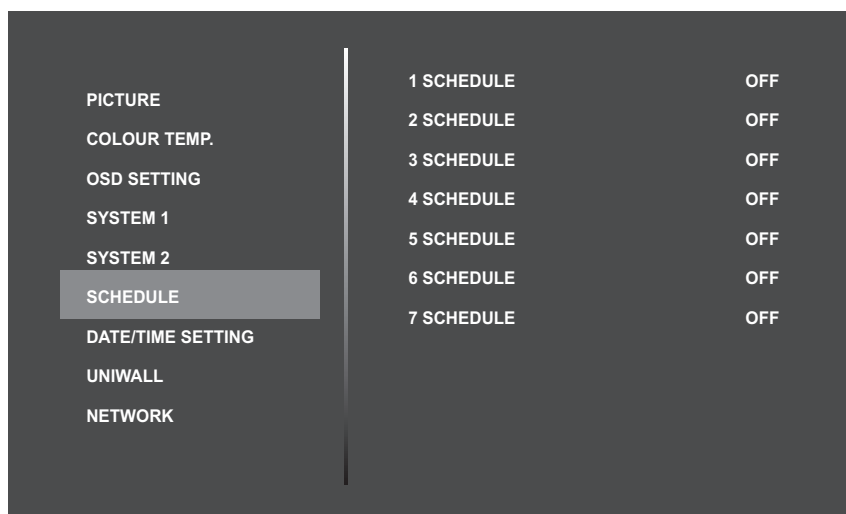 PICTURE
COLOUR TEMP.
OSD SETTING
SYSTEM 1
SYSTEM 2
SCHEDULE
DATE/TIME SETTING
UNIWALL
NETWORK
1 SCHEDULE OFF
2 SCHEDULE OFF
3 SCHEDULE OFF
4 SCHEDULE OFF
5 SCHEDULE OFF
6 SCHEDULE OFF
7 SCHEDULE OFF